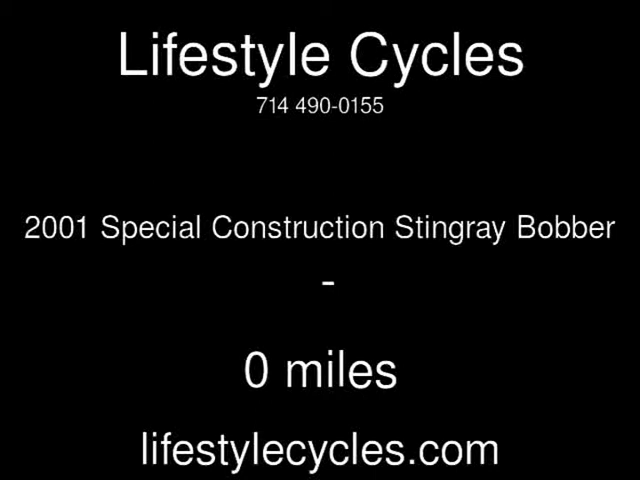 Lifestyle Cycles
714 490-0155
2001 Special Construction Stingray Bobber
-
0 miles
lifestylecycles.com